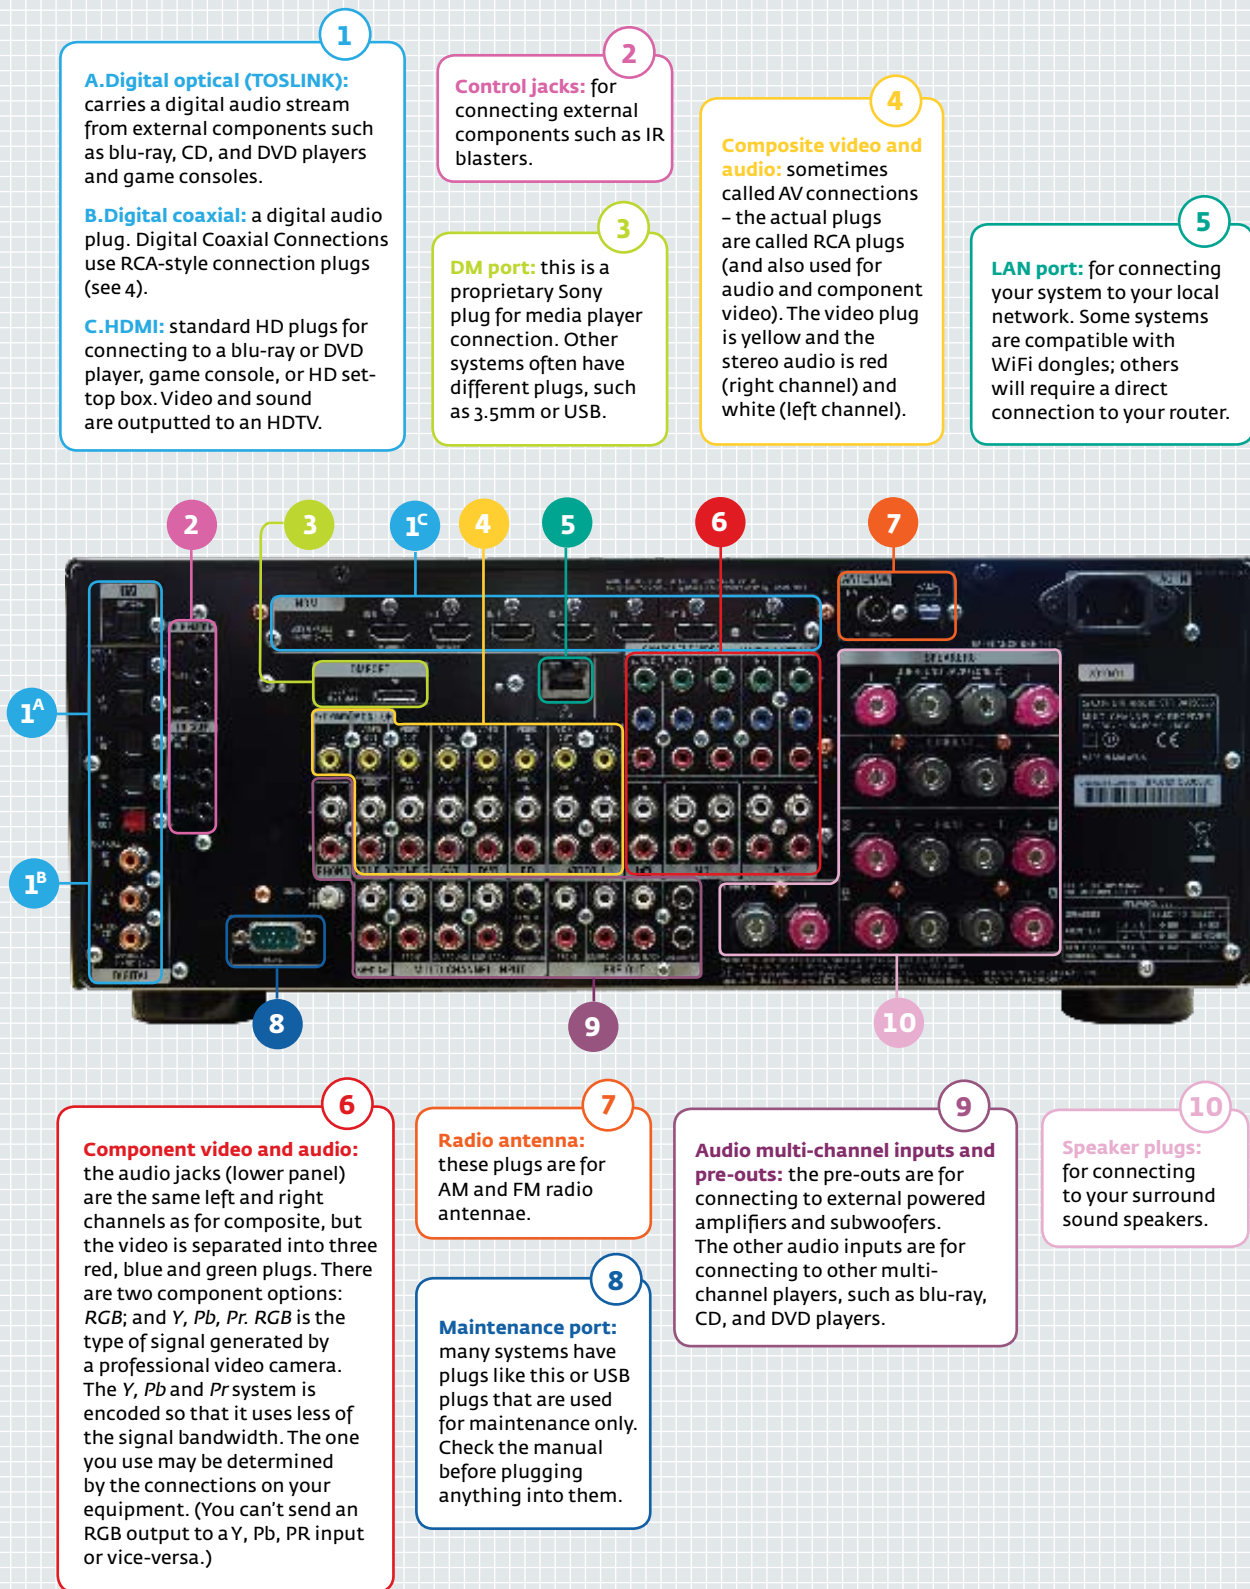 1
A.Digital optical (TOSLINK):
carries a digital audio stream
from external components such
as blu-ray, CD, and DVD players
and game consoles.
B.Digital coaxial: a digital audio
plug. Digital Coaxial Connections
use RCA-style connection plugs
(see 4).
C.HDMI: standard HD plugs for
connecting to a blu-ray or DVD
player, game console, or HD set-
top box. Video and sound
are outputted to an HDTV.
2
Control jacks: for
connecting external
components such as IR
blasters.
3
DM port: this is a
proprietary Sony
plug for media player
connection. Other
systems often have
different plugs, such
as 3.5mm or USB.
4
Composite video and
audio: sometimes
called AV connections
– the actual plugs
are called RCA plugs
(and also used for
audio and component
video). The video plug
is yellow and the
stereo audio is red
(right channel) and
white (left channel).
5
LAN port: for connecting
your system to your local
network. Some systems
are compatible with
WiFi dongles; others
will require a direct
connection to your router.
2
3
1C
4
5
6
7
1A
1B
8
9
10
HDMI
DMPORT
ANTENNA
SPEAKERS
PHONO
MULTI CHANNEL INPUT
PRE OUT
DIGITAL
CE
6
Component video and audio:
the audio jacks (lower panel)
are the same left and right
channels as for composite, but
the video is separated into three
red, blue and green plugs. There
are two component options:
RGB; and Y, Pb, Pr. RGB is the
type of signal generated by
a professional video camera.
The Y, Pb and Pr system is
encoded so that it uses less of
the signal bandwidth. The one
you use may be determined
by the connections on your
equipment. (You can't send an
RGB output to a Y, Pb, PR input
or vice-versa.)
7
Radio antenna:
these plugs are for
AM and FM radio
antennae.
8
Maintenance port:
many systems have
plugs like this or USB
plugs that are used
for maintenance only.
Check the manual
before plugging
anything into them.
9
Audio multi-channel inputs and
pre-outs: the pre-outs are for
connecting to external powered
amplifiers and subwoofers.
The other audio inputs are for
connecting to other multi-
channel players, such as blu-ray,
CD, and DVD players.
10
Speaker plugs:
for connecting
to your surround
sound speakers.